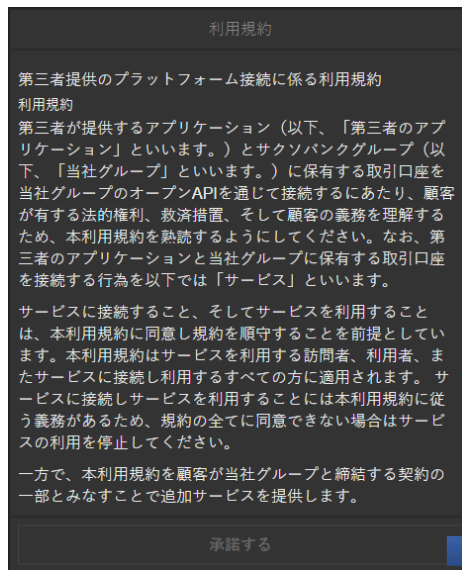 利用規約
第三者提供のプラットフォーム接続に係る利用規約
利用規約
第三者が提供するアプリケーション（以下、「第三者のアプ
リケーション」といいます。）とサクソバンクグループ（以
下、「当社グループ」といいます。）に保有する取引口座を
当社グループのオープンAPIを通じて接続するにあたり、顧客
が有する法的権利、救済措置、そして顧客の義務を理解する
ため、本利用規約を熟読するようにしてください。なお、第
三者のアプリケーションと当社グループに保有する取引口座
を接続する行為を以下では「サービス」といいます。
サービスに接続すること、そしてサービスを利用すること
は、本利用規約に同意し規約を順守することを前提としてい
ます。本利用規約はサービスを利用する訪問者、利用者、ま
たサービスに接続し利用するすべての方に適用されます。 サ
ービスに接続しサービスを利用することには本利用規約に従
う義務があるため、規約の全てに同意できない場合はサービ
スの利用を停止してください。
一方で、本利用規約を顧客が当社グループと締結する契約の
一部とみなすことで追加サービスを提供します。
承諾する